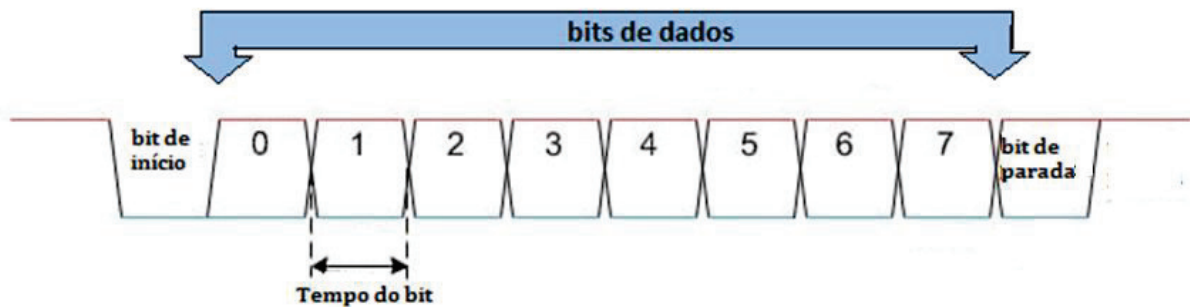 bits de dados
bit de
início
0 1 2 3 4 5 6 7
bit de
parada
Tempo do bit